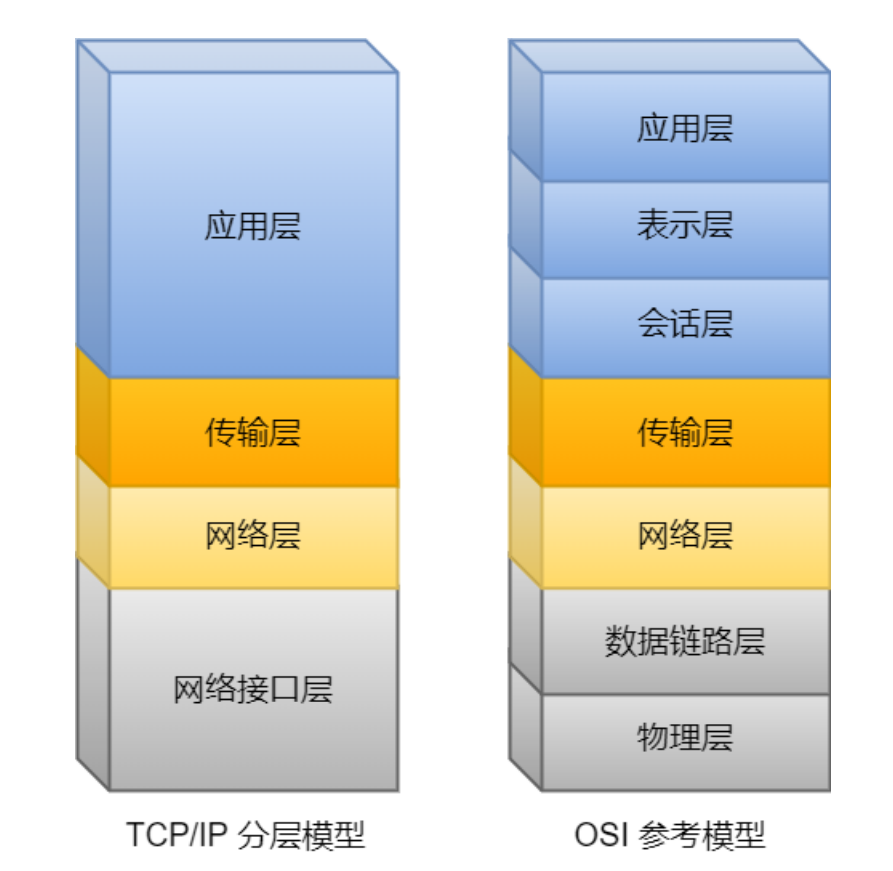 应用层
传输层
网络层
网络接口层
TCP/IP 分层模型
应用层
表示层
会话层
传输层
网络层
数据链路层
物理层
OSI 参考模型